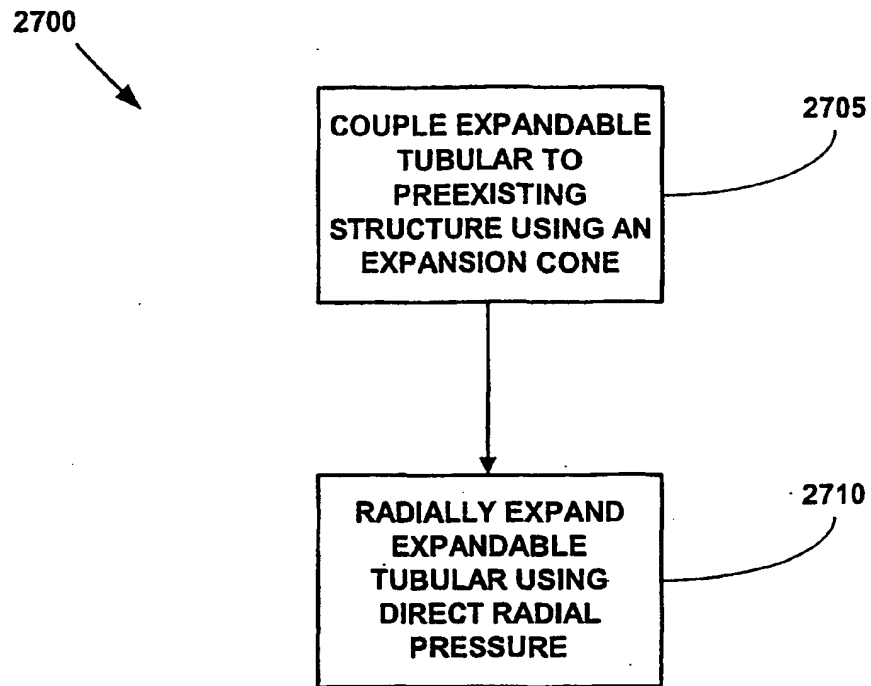 2700
COUPLE EXPANDABLE
TUBULAR TO
PREEXISTING
STRUCTURE USING AN
EXPANSION CONE
2705
RADIALLY EXPAND
EXPANDABLE
TUBULAR USING
DIRECT RADIAL
PRESSURE
2710